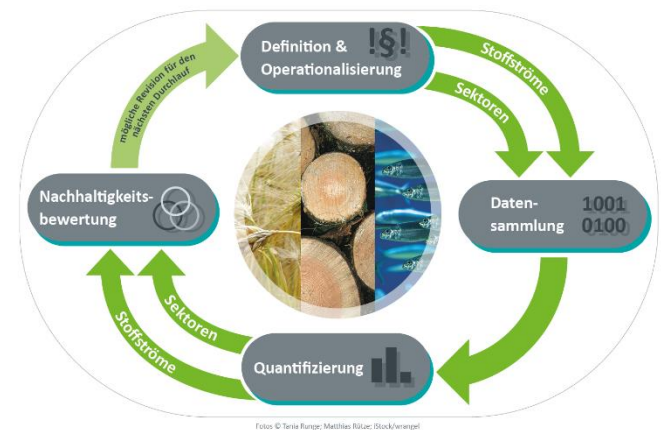 Definition &
Operationalisierung
!§!
Stoffströme
Sektoren
Daten-
sammlung
1001
0100
Quantifizierung
Sektoren
Stoffströme
Nachhaltigkeits-
bewertung
mögliche Revision für den
nächsten Durchlauf
Fotos © Tania Runge; Matthias Rütze; iStock/wrangel